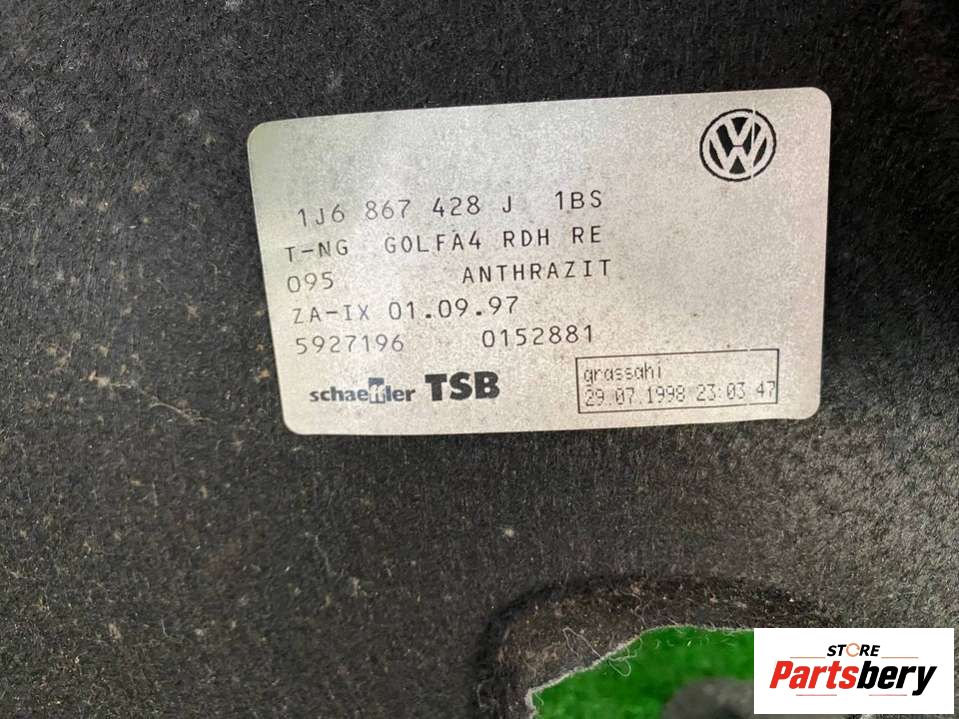 1J6 867 428 J 1BS
T-NG GOLFA4 RDH RE
095 ANTHRAZIT
ZA-IX 01.09.97
5927196 0152881
schaeffler TSB
grassahi
29.07.1998 23:03:47
STORE
Partsbery